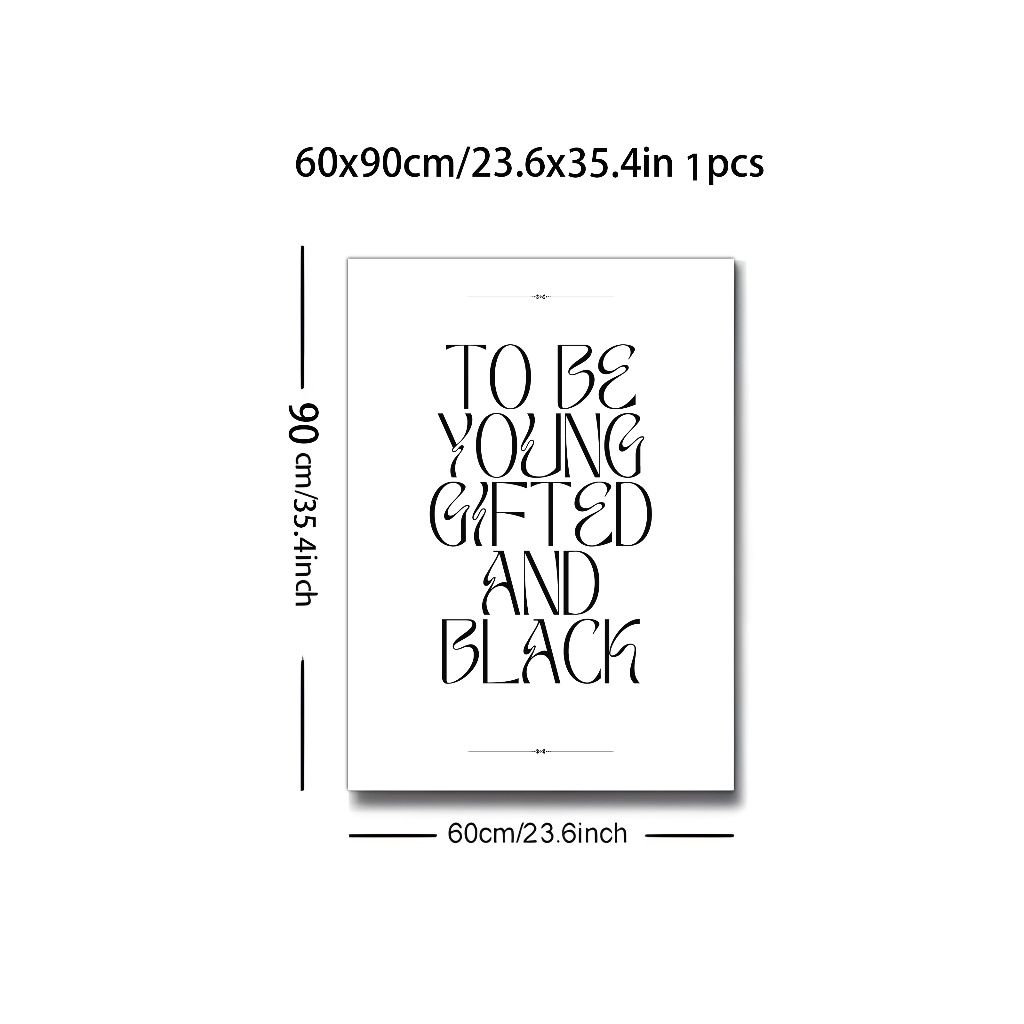 60x90cm/23.6x35.4in 1pcs
90 cm/35.4inch
TO BE
YOUNG
GIFTED
AND
BLACK
60cm/23.6inch